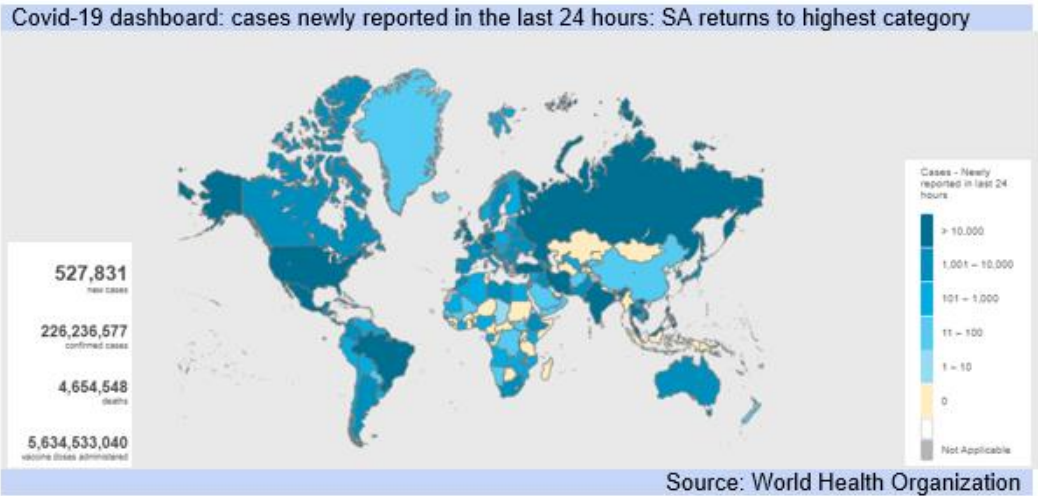 Covid-19 dashboard: cases newly reported in the last 24 hours: SA returns to highest category
Cases - Newly
reported in last 24
hours
> 10,000
1,001 – 10,000
101 – 1,000
11 – 100
1 – 10
0
Not Applicable
527,831
new cases
226,236,577
confirmed cases
4,654,548
deaths
5,634,533,040
vaccine doses administered
Source: World Health Organization